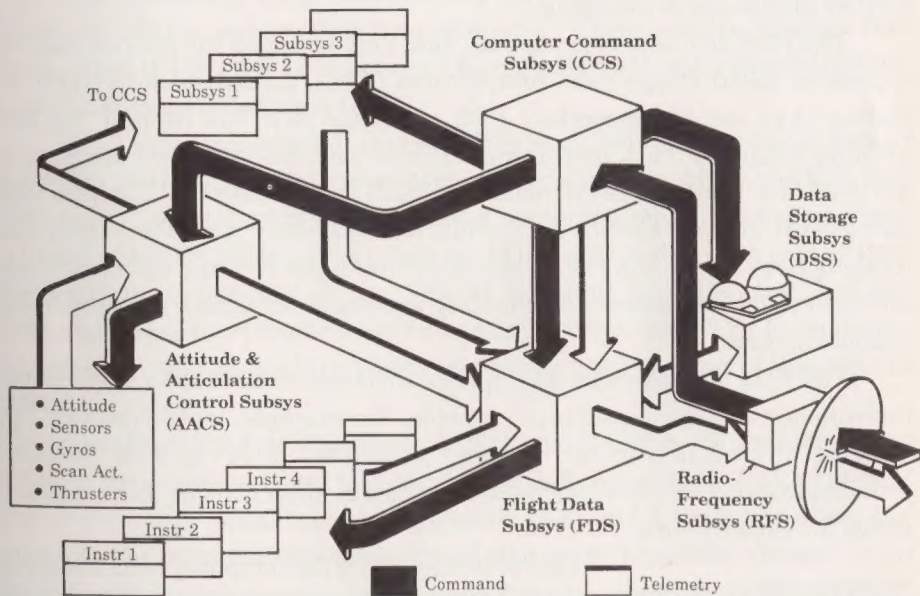 Subsys 3
Subsys 2
Subsys 1
To CCS
Computer Command
Subsys (CCS)
Data
Storage
Subsys
(DSS)
Attitude &
Articulation
Control Subsys
(AACS)
• Attitude
• Sensors
• Gyros
• Scan Act.
• Thrusters
Instr 4
Instr 3
Instr 2
Instr 1
Flight Data
Subsys (FDS)
Radio-
Frequency
Subsys (RFS)
Command
Telemetry